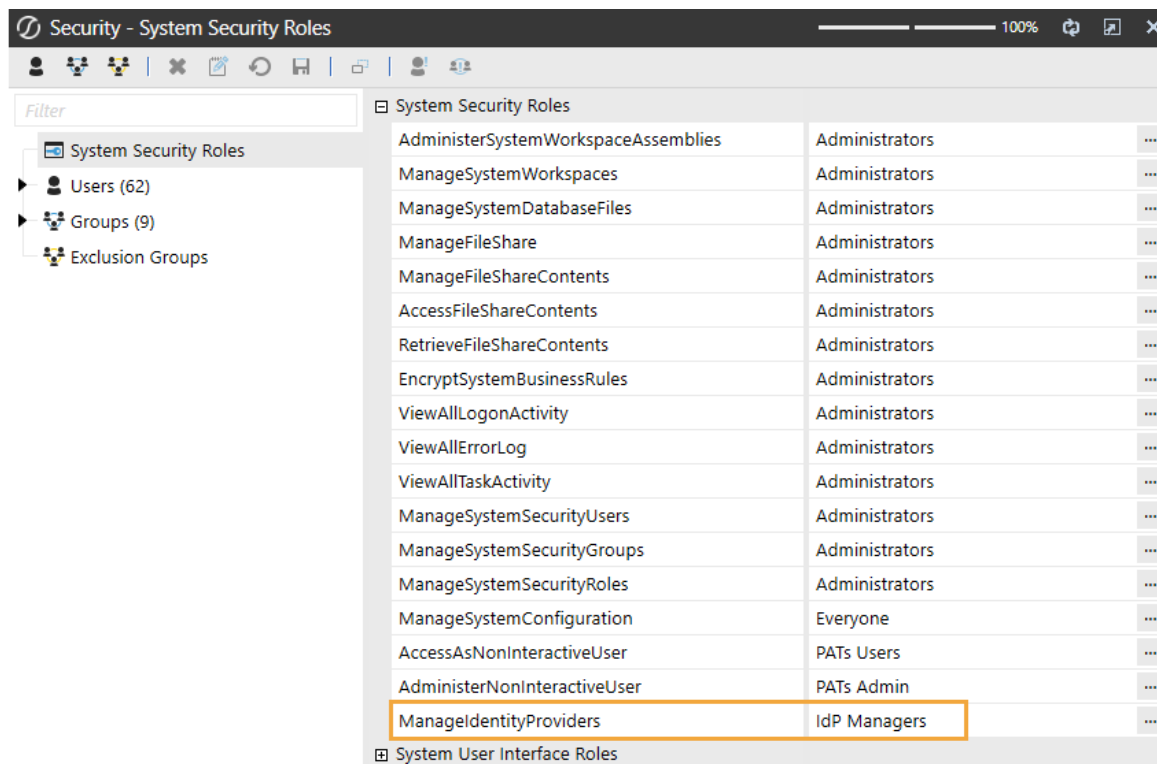 Security - System Security Roles 100%
Filter
System Security Roles
Users (62)
Groups (9)
Exclusion Groups
System Security Roles
AdministerSystemWorkspaceAssemblies Administrators ...
ManageSystemWorkspaces Administrators ...
ManageSystemDatabaseFiles Administrators ...
ManageFileShare Administrators ...
ManageFileShareContents Administrators ...
AccessFileShareContents Administrators ...
RetrieveFileShareContents Administrators ...
EncryptSystemBusinessRules Administrators ...
ViewAllLogonActivity Administrators ...
ViewAllErrorLog Administrators ...
ViewAllTaskActivity Administrators ...
ManageSystemSecurityUsers Administrators ...
ManageSystemSecurityGroups Administrators ...
ManageSystemSecurityRoles Administrators ...
ManageSystemConfiguration Everyone ...
AccessAsNonInteractiveUser PATs Users ...
AdministerNonInteractiveUser PATs Admin ...
ManageIdentityProviders IdP Managers ...
System User Interface Roles